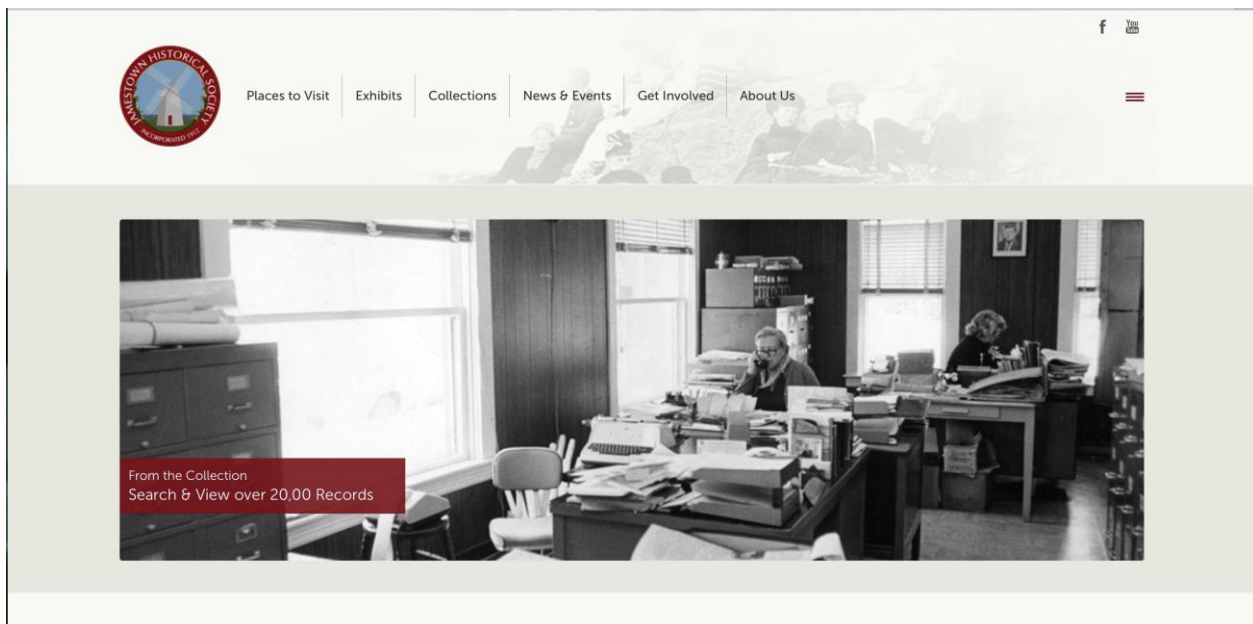 f You Tube
JAMESTOWN HISTORICAL SOCIETY
INCORPORATED 1912
Places to Visit Exhibits Collections News & Events Get Involved About Us
From the Collection
Search & View over 20,00 Records